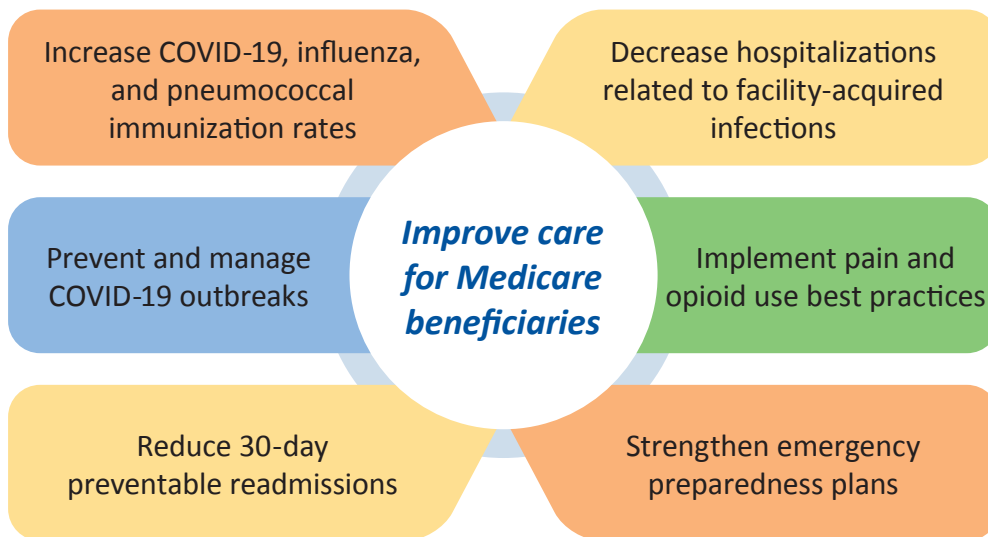 Increase COVID-19, influenza,
and pneumococcal
immunization rates
Decrease hospitalizations
related to facility-acquired
infections
Prevent and manage
COVID-19 outbreaks
Improve care
for Medicare
beneficiaries
Implement pain and
opioid use best practices
Reduce 30-day
preventable readmissions
Strengthen emergency
preparedness plans